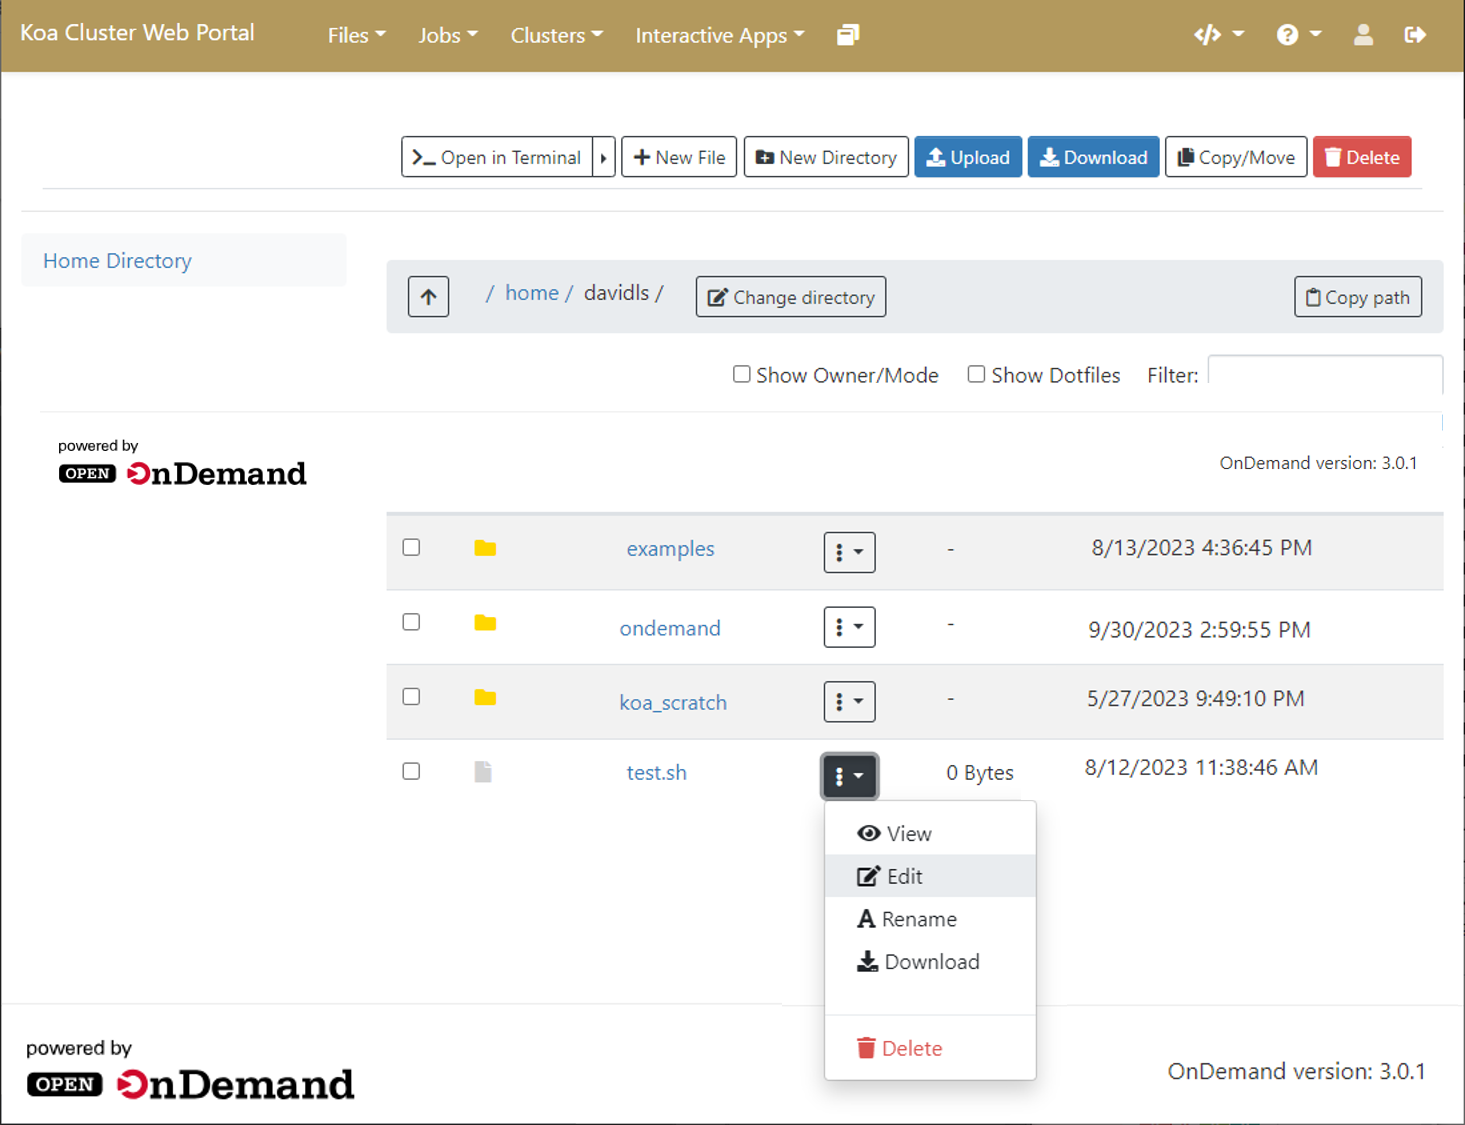 Koa Cluster Web Portal Files Jobs Clusters Interactive Apps
Open in Terminal New File New Directory Upload Download Copy/Move Delete
Home Directory
/ home / davidls / Change directory Copy path
Show Owner/Mode Show Dotfiles Filter:
powered by
OPEN OnDemand
OnDemand version: 3.0.1
examples - 8/13/2023 4:36:45 PM
ondemand - 9/30/2023 2:59:55 PM
koa_scratch - 5/27/2023 9:49:10 PM
test.sh 0 Bytes 8/12/2023 11:38:46 AM
View
Edit
Rename
Download
Delete
powered by
OPEN OnDemand
OnDemand version: 3.0.1